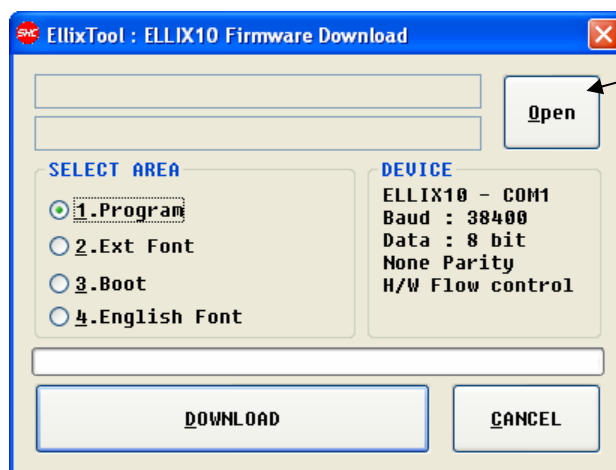 SMC EllixTool : ELLIX10 Firmware Download
Open
SELECT AREA
1.Program
2.Ext Font
3.Boot
4.English Font
DEVICE
ELLIX10 - COM1
Baud : 38400
Data : 8 bit
None Parity
H/W Flow control
DOWNLOAD
CANCEL